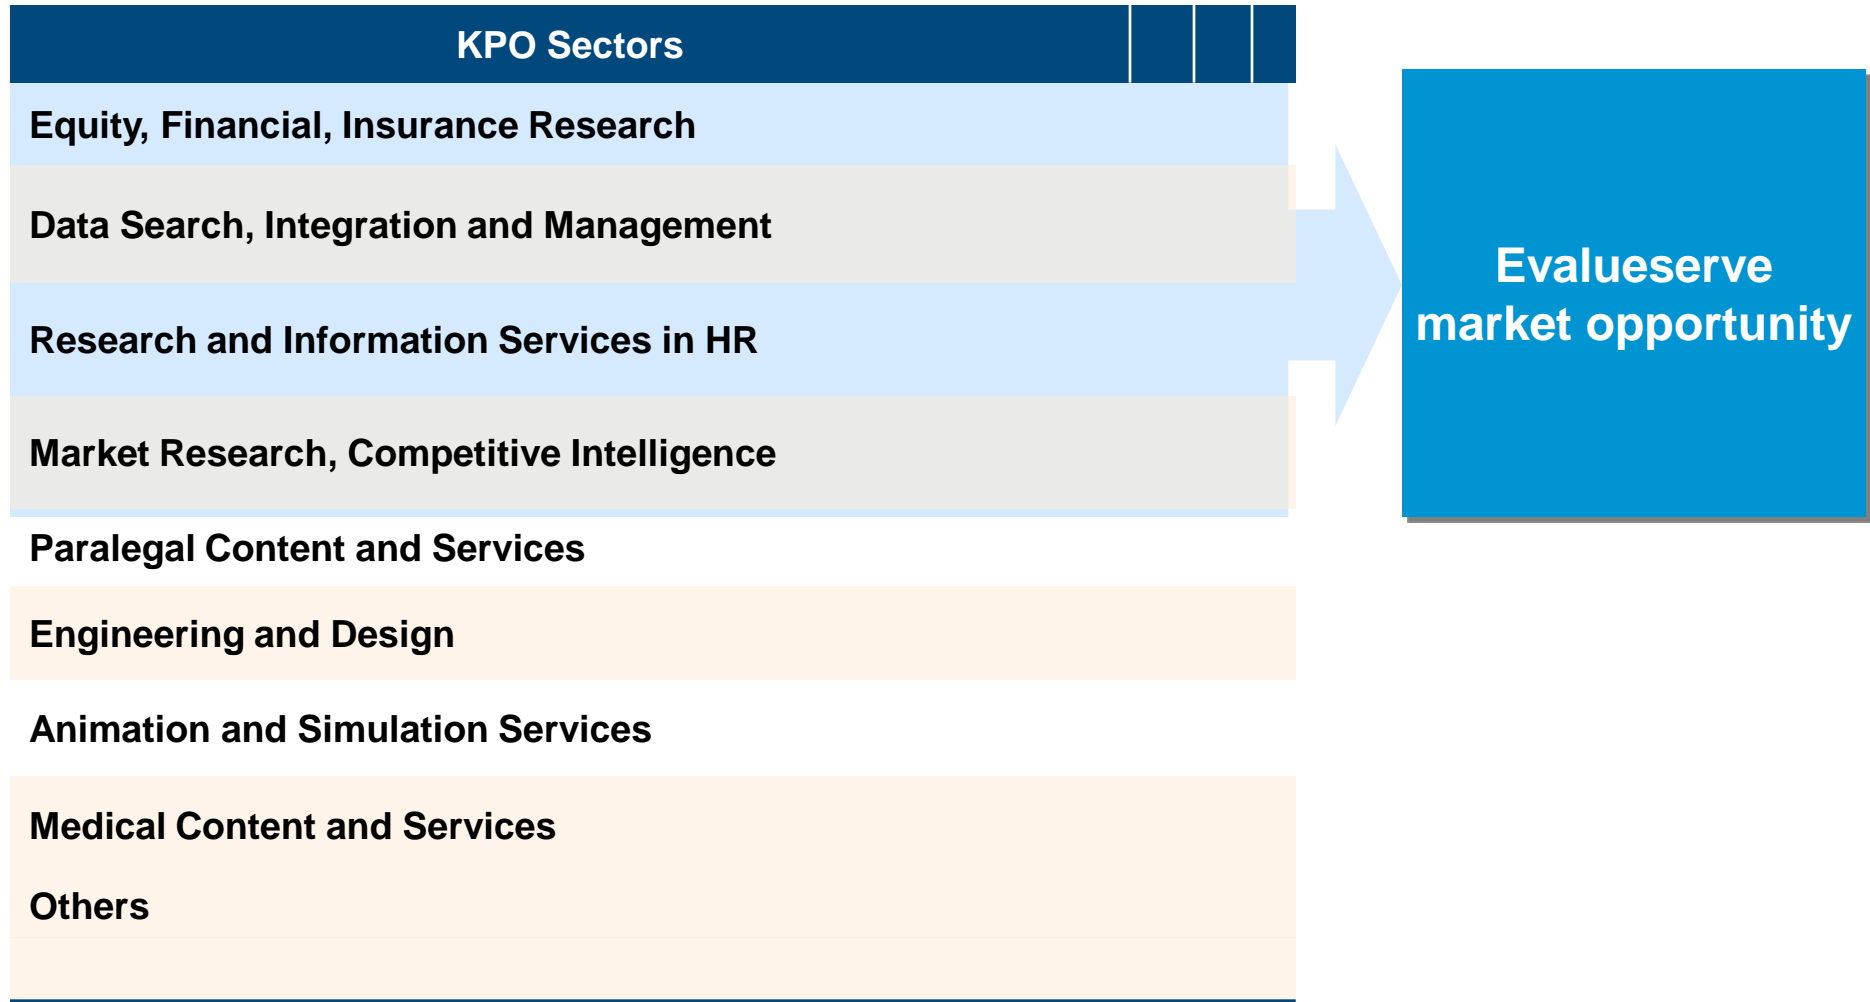 KPO Sectors
Equity, Financial, Insurance Research
Data Search, Integration and Management
Research and Information Services in HR
Market Research, Competitive Intelligence
Paralegal Content and Services
Engineering and Design
Animation and Simulation Services
Medical Content and Services
Others
Evalueserve
market opportunity